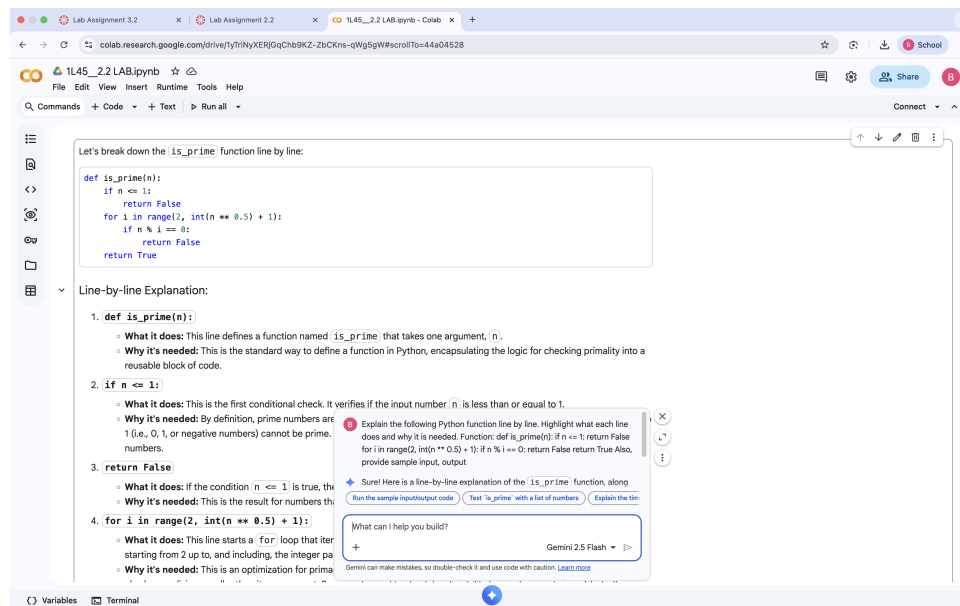 Lab Assignment 3.2
Lab Assignment 2.2
1L45__2.2 LAB.ipynb - Colab
colab.research.google.com/drive/1yTriNyXERjGqChb9KZ-ZbCKns-qWg5gW#scrollTo=44a04528
B School
1L45__2.2 LAB.ipynb
File Edit View Insert Runtime Tools Help
Share
B
Commands + Code + Text Run all
Connect
Let's break down the is_prime function line by line:
def is_prime(n):
if n <= 1:
return False
for i in range(2, int(n ** 0.5) + 1):
if n % i == 0:
return False
return True
Line-by-line Explanation:
1. def is_prime(n):
What it does: This line defines a function named is_prime that takes one argument, n.
Why it's needed: This is the standard way to define a function in Python, encapsulating the logic for checking primality into a
reusable block of code.
2. if n <= 1:
What it does: This is the first conditional check. It verifies if the input number n is less than or equal to 1.
Why it's needed: By definition, prime numbers are
1 (i.e., 0, 1, or negative numbers) cannot be prime.
numbers.
3. return False
What it does: If the condition n <= 1 is true, the
Why it's needed: This is the result for numbers tha
4. for i in range(2, int(n ** 0.5) + 1):
What it does: This line starts a for loop that iter
starting from 2 up to, and including, the integer pa
Why it's needed: This is an optimization for prima
B
Explain the following Python function line by line. Highlight what each line
does and why it is needed. Function: def is_prime(n): if n <= 1: return False
for i in range(2, int(n ** 0.5) + 1): if n % i == 0: return False return True Also,
provide sample input, output
Sure! Here is a line-by-line explanation of the is_prime function, along
Run the sample input/output code
Test `is_prime` with a list of numbers
Explain the tim
What can I help you build?
+ Gemini 2.5 Flash
Gemini can make mistakes, so double-check it and use code with caution. Learn more
Variables Terminal